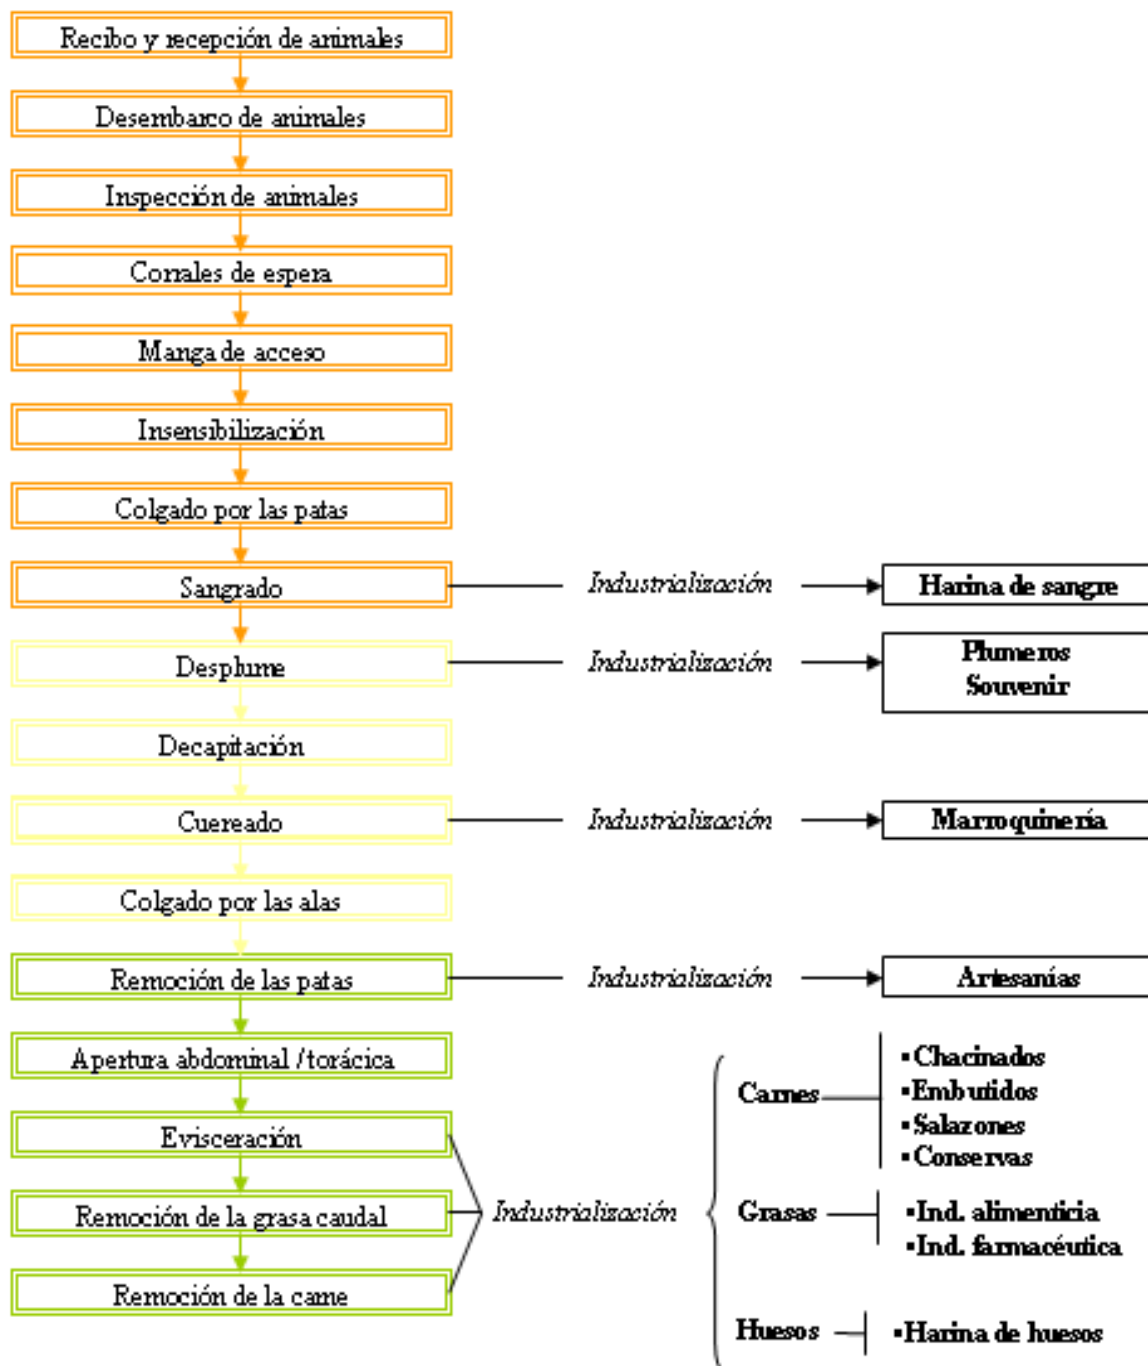 Recibo y recepción de animales
Desembarco de animales
Inspección de animales
Corrales de espera
Manga de acceso
Insensibilización
Colgado por las patas
Sangrado
Industrialización
Harina de sangre
Desplume
Industrialización
Plumeros
Souvenir
Decapitación
Cuereado
Industrialización
Marroquinería
Colgado por las alas
Remoción de las patas
Industrialización
Artesanías
Apertura abdominal /torácica
Evisceración
Remoción de la grasa caudal
Remoción de la carne
Industrialización
Carnes
▪Chacinados
▪Embutidos
▪Salazones
▪Conservas
Grasas
▪Ind. alimenticia
▪Ind. farmacéutica
Huesos
▪Harina de huesos